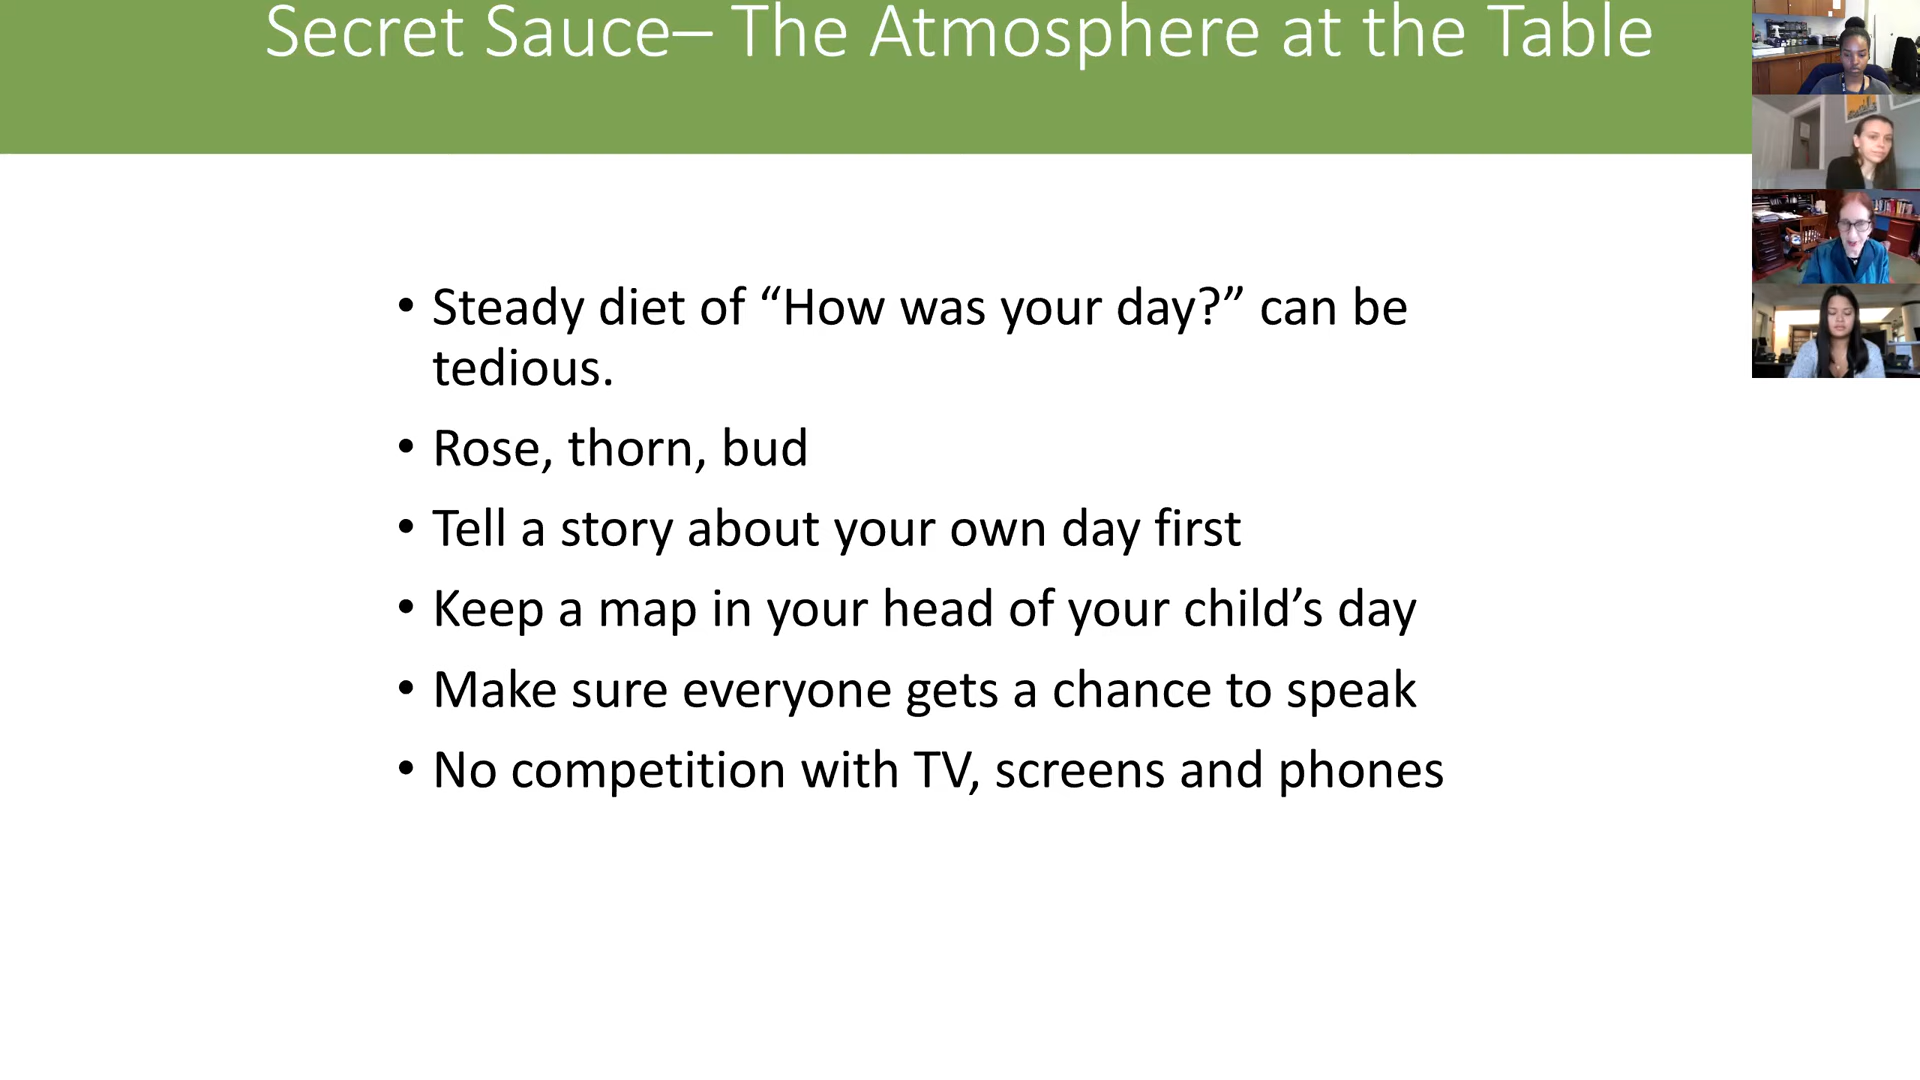 Secret Sauce– The Atmosphere at the Table
• Steady diet of “How was your day?” can be
tedious.
• Rose, thorn, bud
• Tell a story about your own day first
• Keep a map in your head of your child’s day
• Make sure everyone gets a chance to speak
• No competition with TV, screens and phones